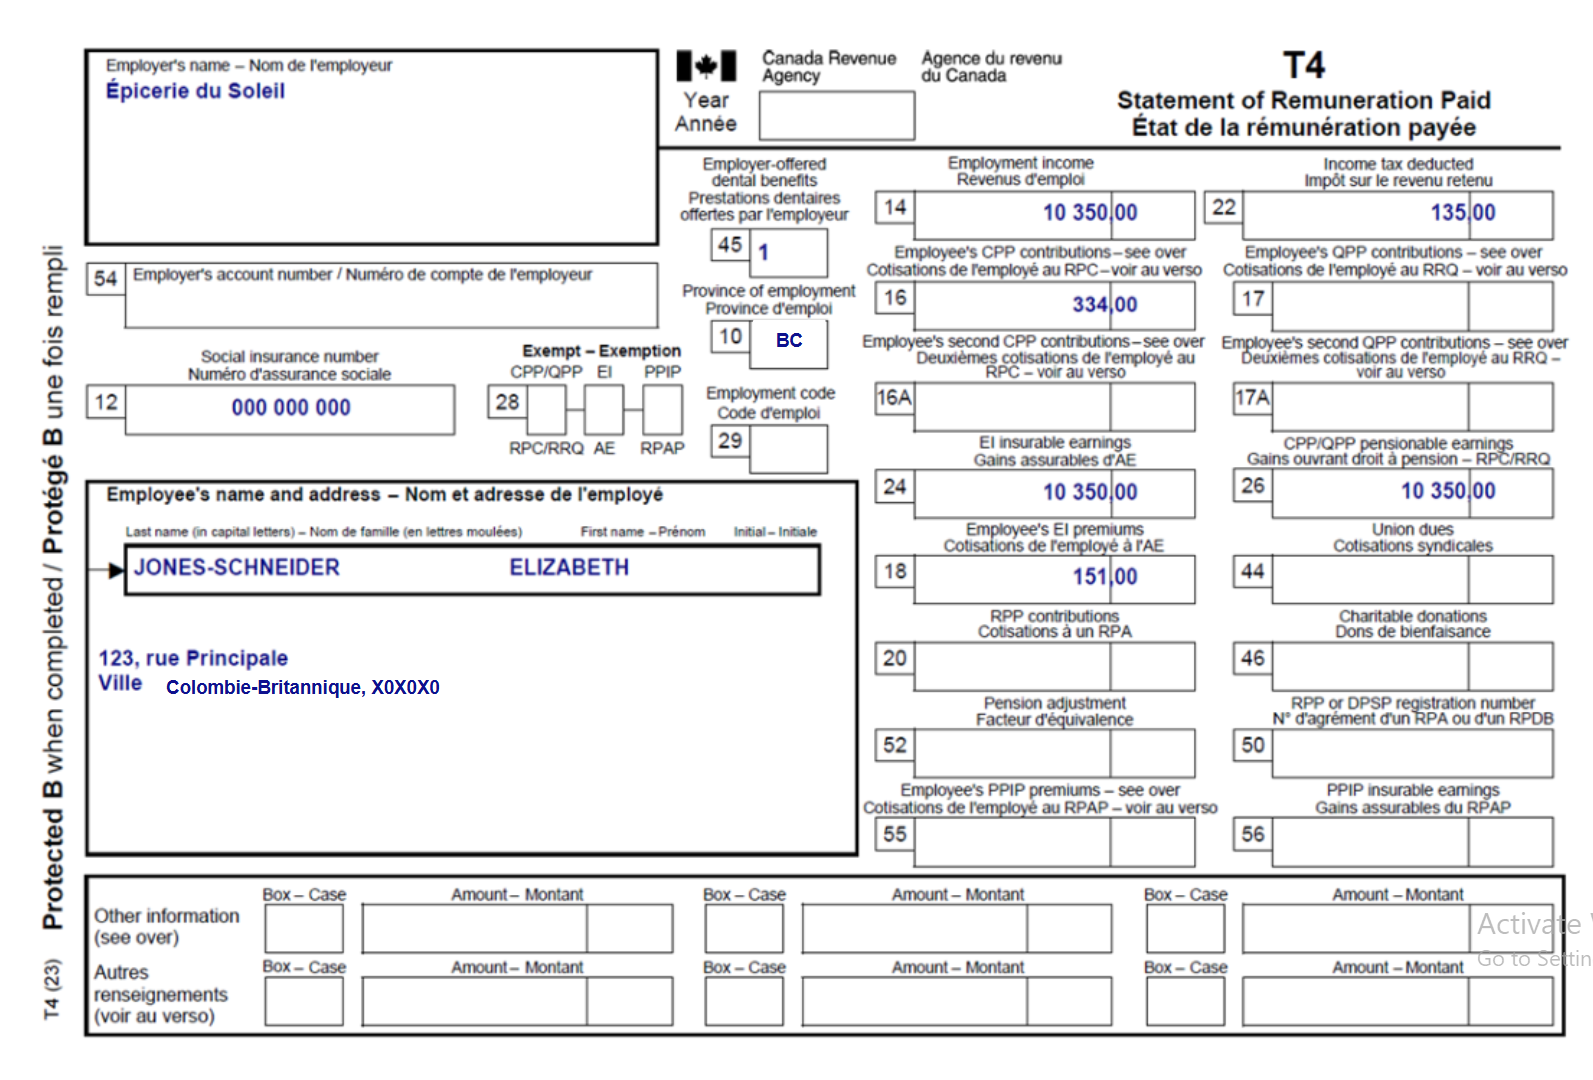 Employer's name – Nom de l'employeur
Épicerie du Soleil
Canada Revenue
Agency
Agence du revenu
du Canada
Year
Année
T4
Statement of Remuneration Paid
État de la rémunération payée
Employer-offered
dental benefits
Prestations dentaires
offertes par l'employeur
45 1
Employment income
Revenus d'emploi
14 10 350,00
Income tax deducted
Impôt sur le revenu retenu
22 135,00
54 Employer's account number / Numéro de compte de l'employeur
Province of employment
Province d'emploi
10 BC
Employee's CPP contributions – see over
Cotisations de l'employé au RPC – voir au verso
16 334,00
Employee's QPP contributions – see over
Cotisations de l'employé au RRQ – voir au verso
17
Social insurance number
Numéro d'assurance sociale
12 000 000 000
Exempt – Exemption
CPP/QPP EI PPIP
28
RPC/RRQ AE RPAP
Employment code
Code d'emploi
29
Employee's second CPP contributions – see over
Deuxièmes cotisations de l'employé au
RPC – voir au verso
16A
Employee's second QPP contributions – see over
Deuxièmes cotisations de l'employé au RRQ –
voir au verso
17A
EI insurable earnings
Gains assurables d'AE
24 10 350,00
CPP/QPP pensionable earnings
Gains ouvrant droit à pension – RPC/RRQ
26 10 350,00
Employee's name and address – Nom et adresse de l'employé
Last name (in capital letters) – Nom de famille (en lettres moulées) First name – Prénom Initial – Initiale
JONES-SCHNEIDER ELIZABETH
123, rue Principale
Ville Colombie-Britannique, X0X0X0
Employee's EI premiums
Cotisations de l'employé à l'AE
18 151,00
Union dues
Cotisations syndicales
44
RPP contributions
Cotisations à un RPA
20
Charitable donations
Dons de bienfaisance
46
Pension adjustment
Facteur d'équivalence
52
RPP or DPSP registration number
N° d'agrément d'un RPA ou d'un RPDB
50
Employee's PPIP premiums – see over
Cotisations de l'employé au RPAP – voir au verso
55
PPIP insurable earnings
Gains assurables du RPAP
56
Box – Case Amount – Montant Box – Case Amount – Montant Box – Case Amount – Montant
Other information
(see over)
Box – Case Amount – Montant Box – Case Amount – Montant Box – Case Amount – Montant
Autres
renseignements
(voir au verso)
T4 (23) Protected B when completed / Protégé B une fois rempli
Activate
Go to